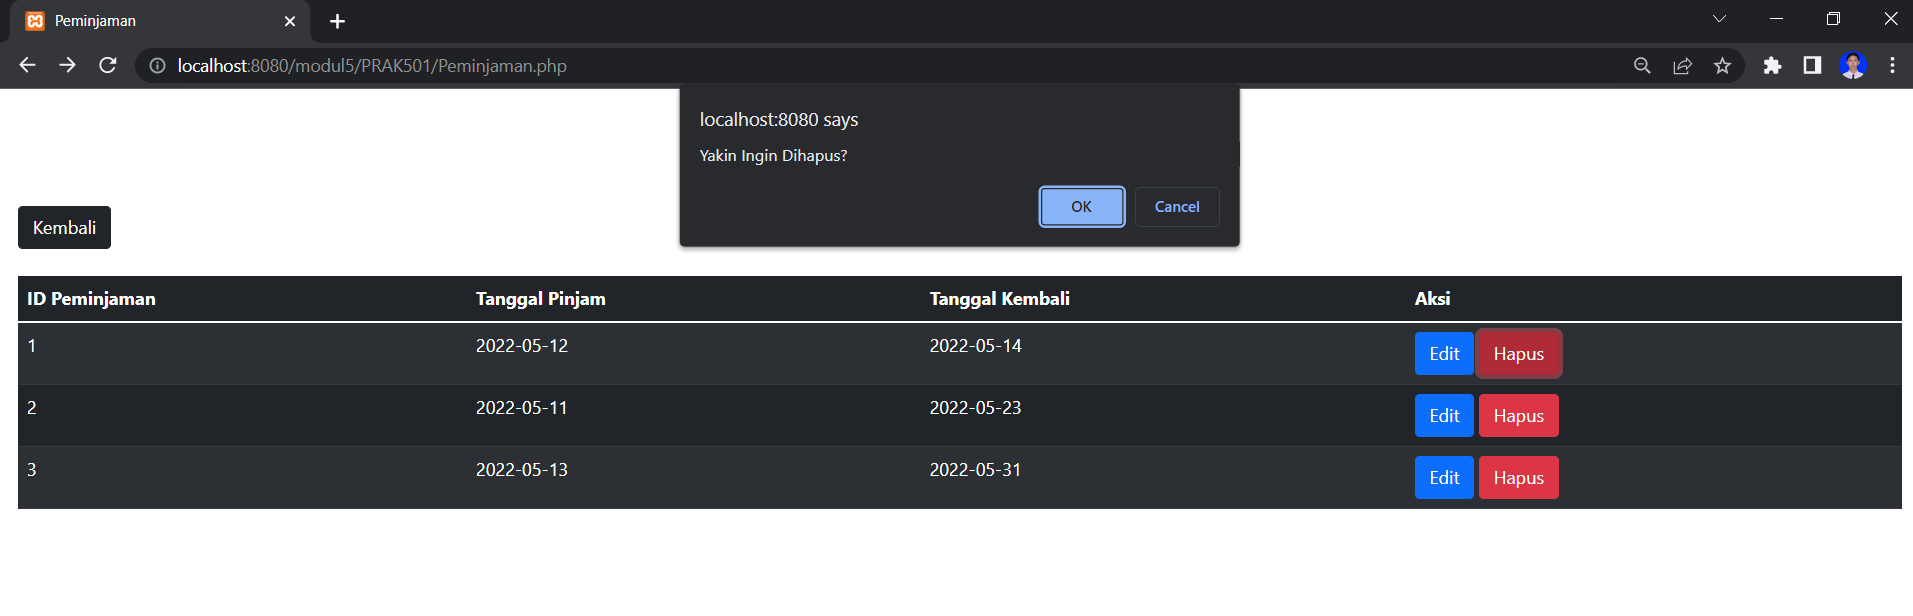 Peminjaman
localhost:8080/modul5/PRAK501/Peminjaman.php
localhost:8080 says
Yakin Ingin Dihapus?
OK Cancel
Kembali
ID Peminjaman Tanggal Pinjam Tanggal Kembali Aksi
1 2022-05-12 2022-05-14 Edit Hapus
2 2022-05-11 2022-05-23 Edit Hapus
3 2022-05-13 2022-05-31 Edit Hapus